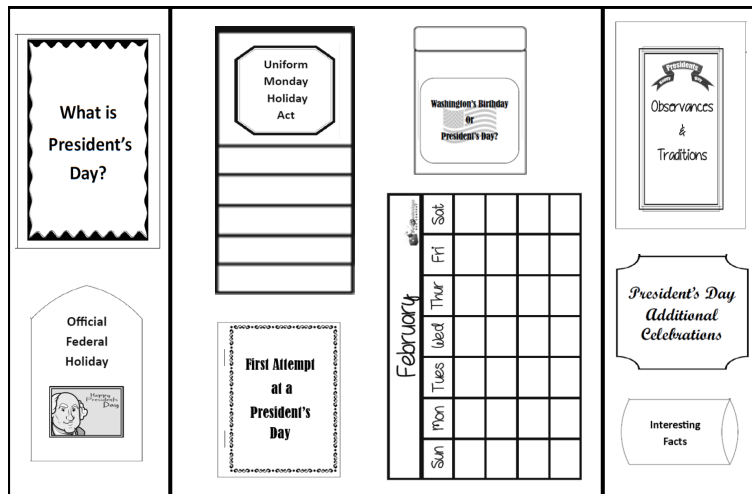 What is
President's
Day?
Official
Federal
Holiday
Happy
Presidents
Day
Uniform
Monday
Holiday
Act
First Attempt
at a
President's
Day
Washington's Birthday
Or
President's Day?
February
Sun Mon Tues Wed Thur Fri Sat
Presidents
Day
Observances
&
Traditions
President's Day
Additional
Celebrations
Interesting
Facts